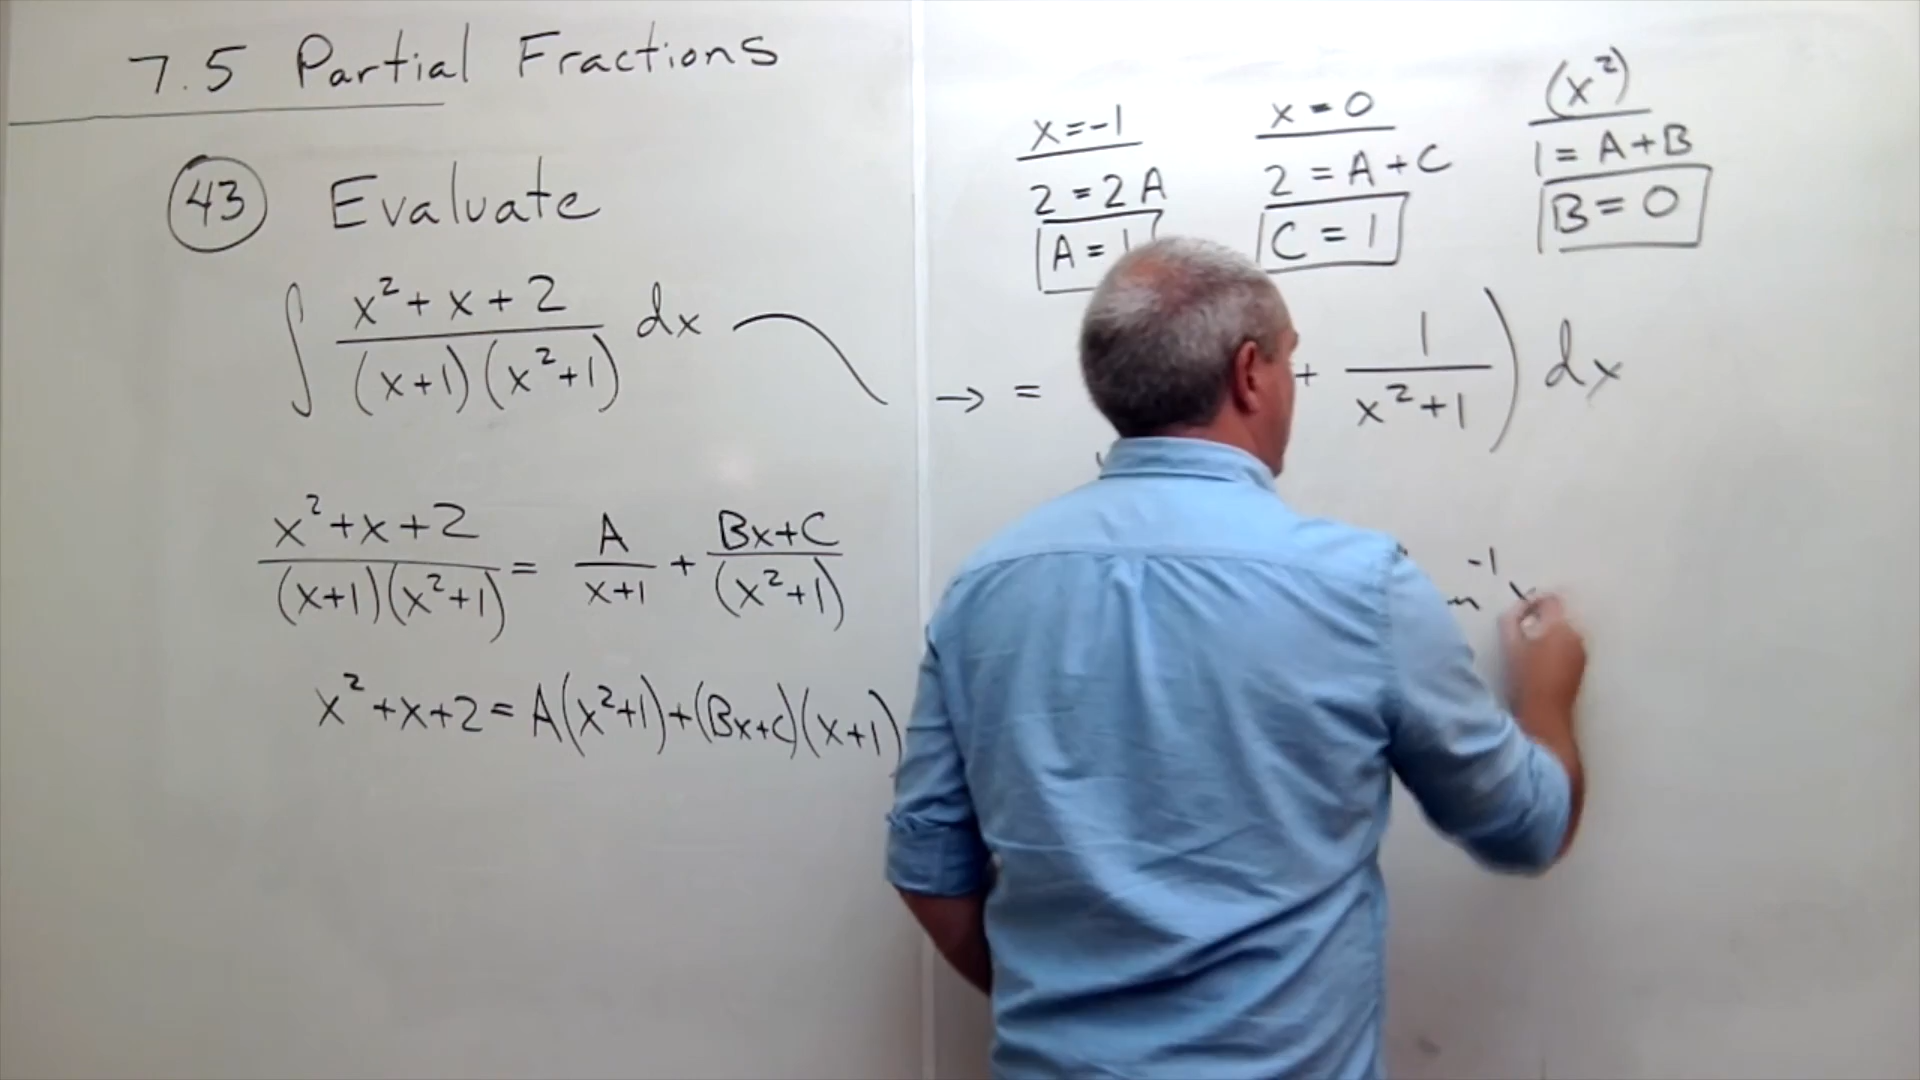 7.5 Partial Fractions
43 Evaluate
∫ x²+x+2 / (x+1)(x²+1) dx
x²+x+2 / (x+1)(x²+1) = A / x+1 + Bx+C / (x²+1)
x²+x+2 = A(x²+1)+(Bx+C)(x+1)
x=-1
2=2A
A=1
x=0
2=A+C
C=1
(x²)
1=A+B
B=0
→ = + 1 / x²+1 ) dx
-1 x